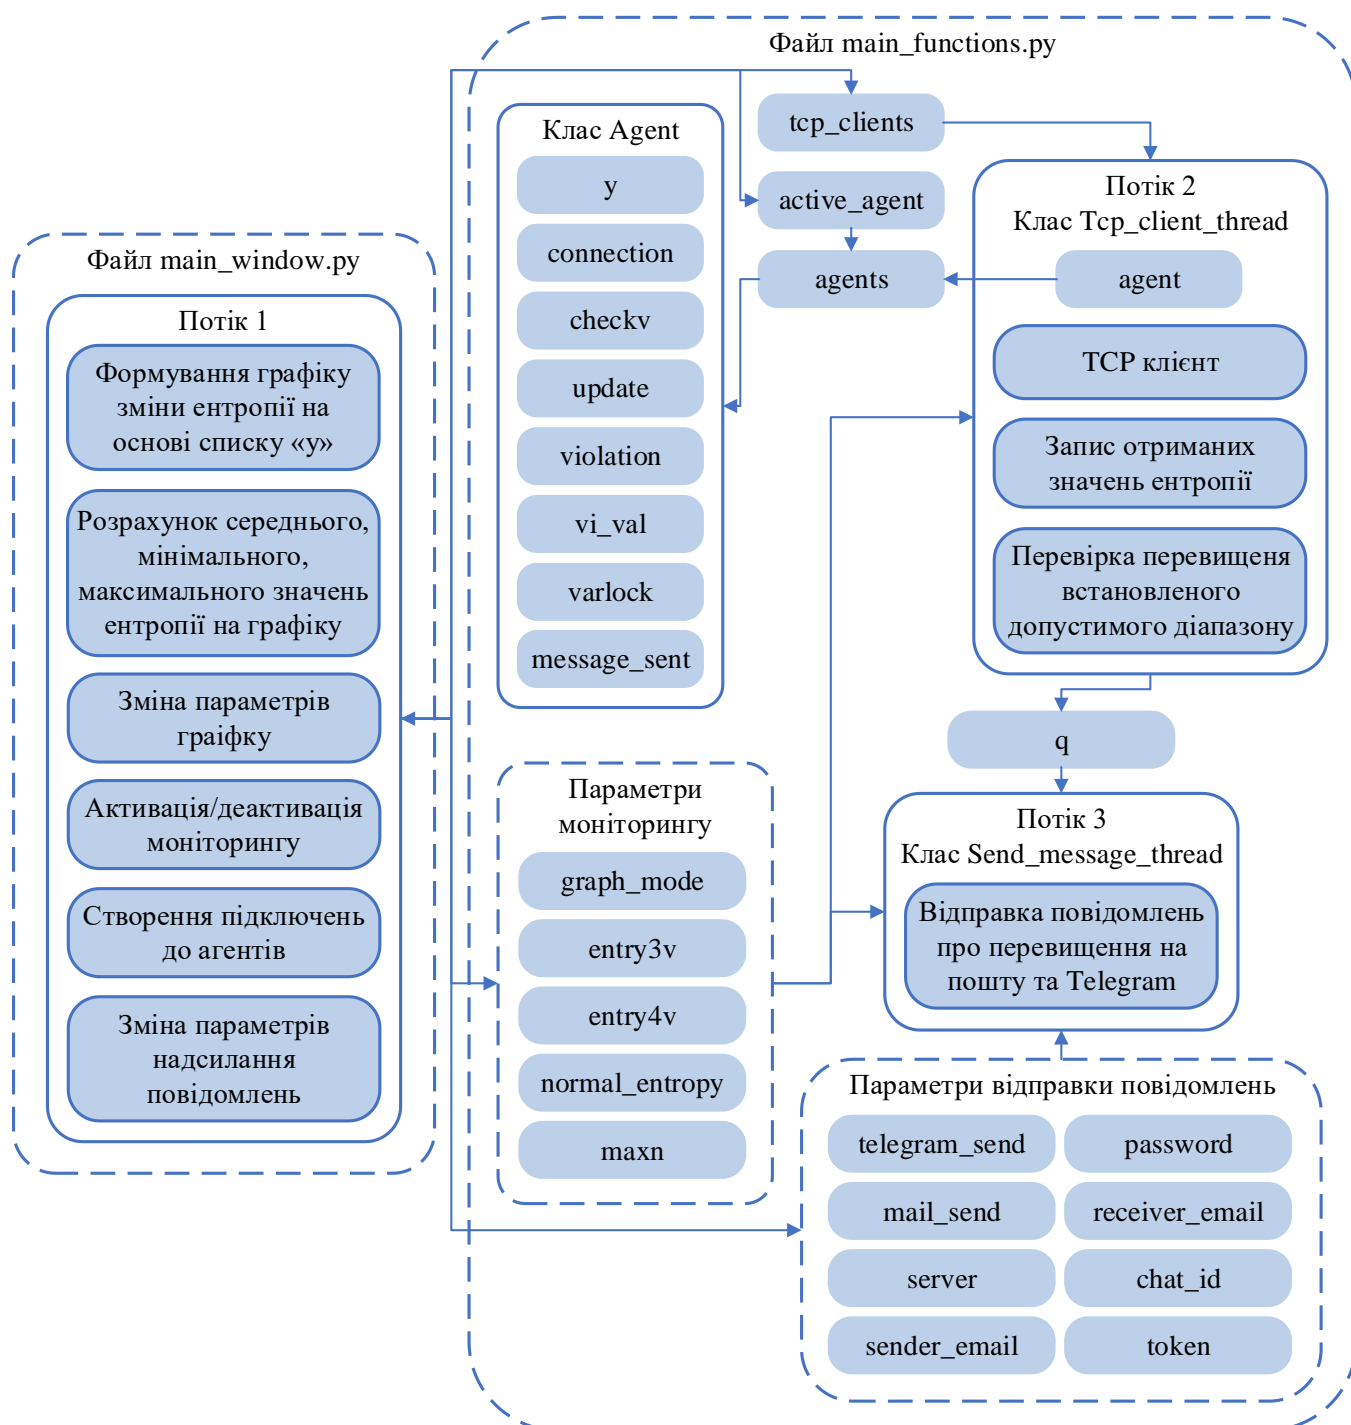 Файл main_functions.py
tcp_clients
active_agent
agents
Клас Agent
y
connection
checkv
update
violation
vi_val
varlock
message_sent
Потік 2
Клас Tcp_client_thread
agent
TCP клієнт
Запис отриманих
значень ентропії
Перевірка перевищеня
встановленого
допустимого діапазону
Файл main_window.py
Потік 1
Формування графіку
зміни ентропії на
основі списку «у»
Розрахунок середнього,
мінімального,
максимального значень
ентропії на графіку
Зміна параметрів
граіфку
Активація/деактивація
моніторингу
Створення підключень
до агентів
Зміна параметрів
надсилання
повідомлень
q
Параметри
моніторингу
graph_mode
entry3v
entry4v
normal_entropy
maxn
Потік 3
Клас Send_message_thread
Відправка повідомлень
про перевищення на
пошту та Telegram
Параметри відправки повідомлень
telegram_send
password
mail_send
receiver_email
server
chat_id
sender_email
token